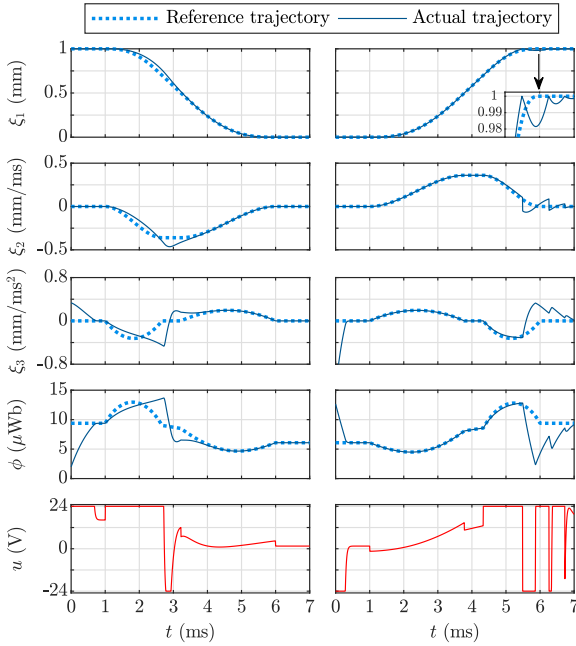 Reference trajectory Actual trajectory
ξ₁ (mm)
1
0.5
0
1
0.99
0.98
ξ₂ (mm/ms)
0.5
0
-0.5
ξ₃ (mm/ms²)
0.8
0
-0.8
ϕ (μWb)
15
10
5
0
u (V)
24
0
-24
0 1 2 3 4 5 6 7
0 1 2 3 4 5 6 7
t (ms)
t (ms)